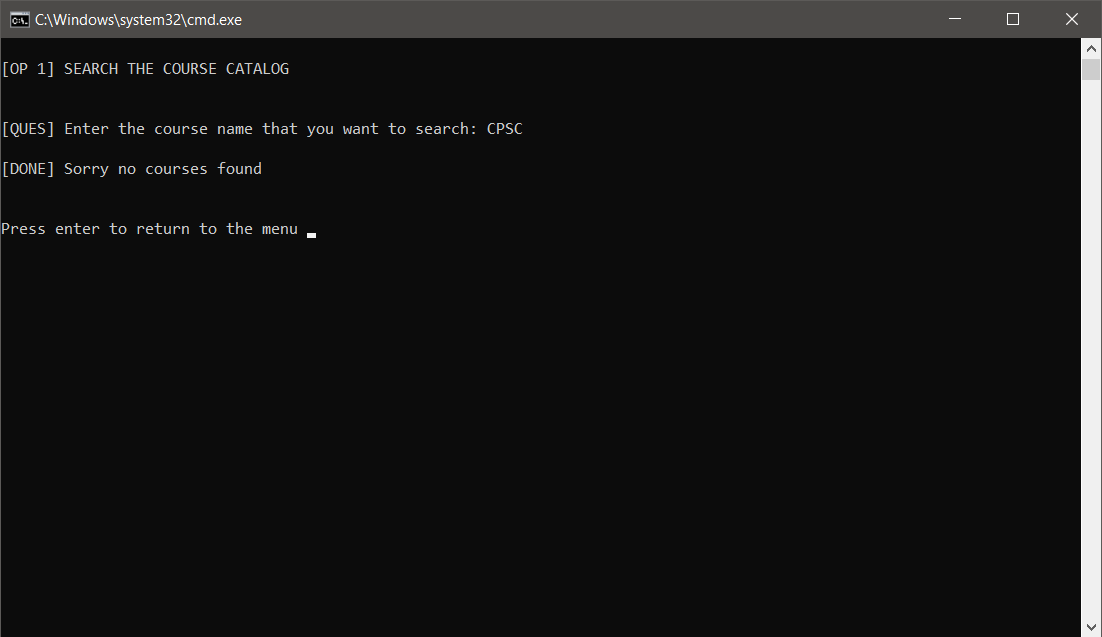 C:\Windows\system32\cmd.exe
[OP 1] SEARCH THE COURSE CATALOG
[QUES] Enter the course name that you want to search: CPSC
[DONE] Sorry no courses found
Press enter to return to the menu